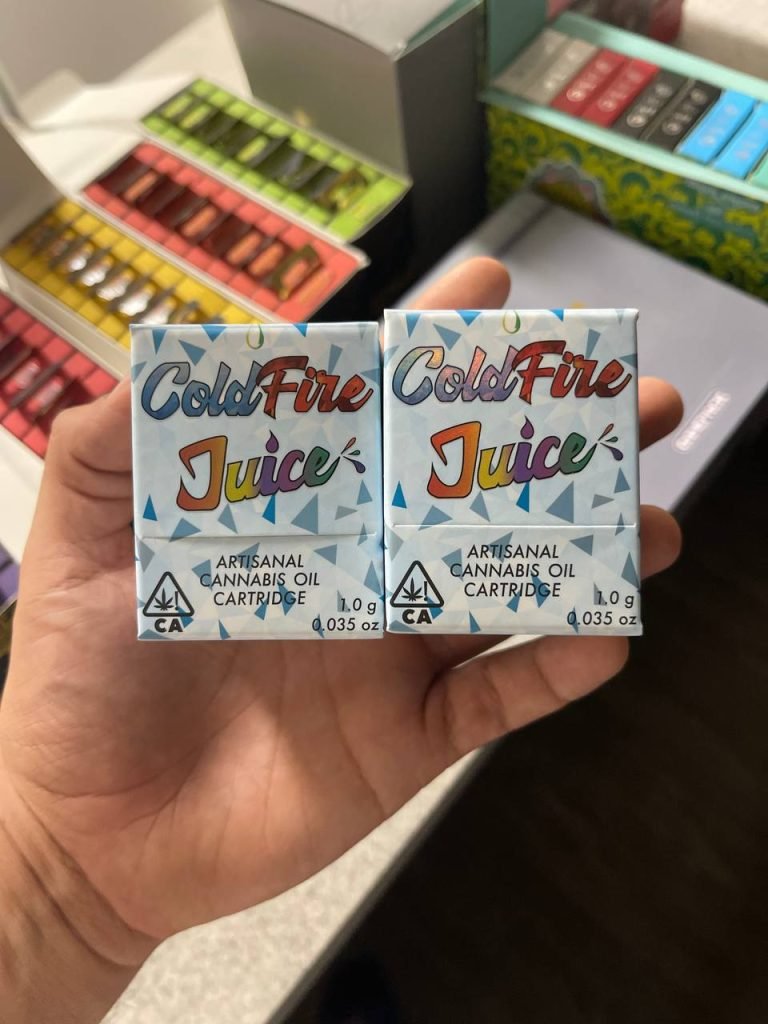 ColdFire
Juice
ARTISANAL
CANNABIS OIL
CARTRIDGE
1.0 g
0.035 oz
CA
ColdFire
Juice
ARTISANAL
CANNABIS OIL
CARTRIDGE
1.0 g
0.035 oz
CA